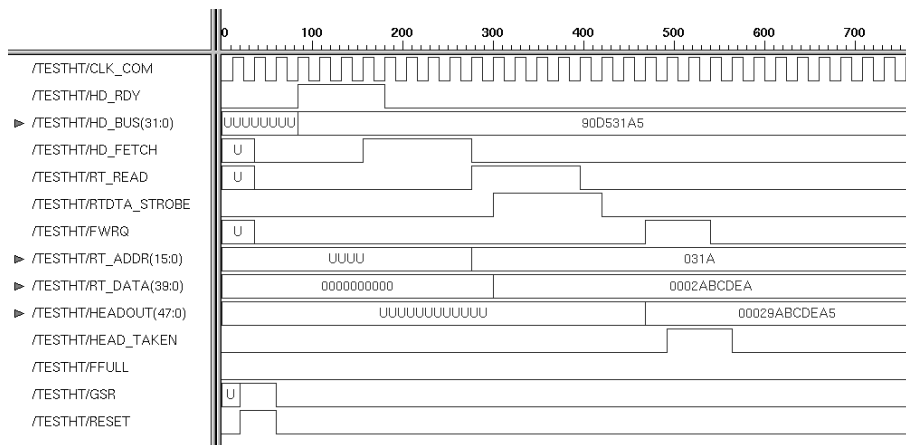 0 100 200 300 400 500 600 700
/TESTHT/CLK_COM
/TESTHT/HD_RDY
/TESTHT/HD_BUS(31:0) UUUUUUUU 90D531A5
/TESTHT/HD_FETCH U
/TESTHT/RT_READ U
/TESTHT/RTDTA_STROBE
/TESTHT/FWRQ U
/TESTHT/RT_ADDR(15:0) UUUU 031A
/TESTHT/RT_DATA(39:0) 0000000000 0002ABCDEA
/TESTHT/HEADOUT(47:0) UUUUUUUUUUUU 00029ABCDEA5
/TESTHT/HEAD_TAKEN
/TESTHT/FFULL
/TESTHT/GSR U
/TESTHT/RESET